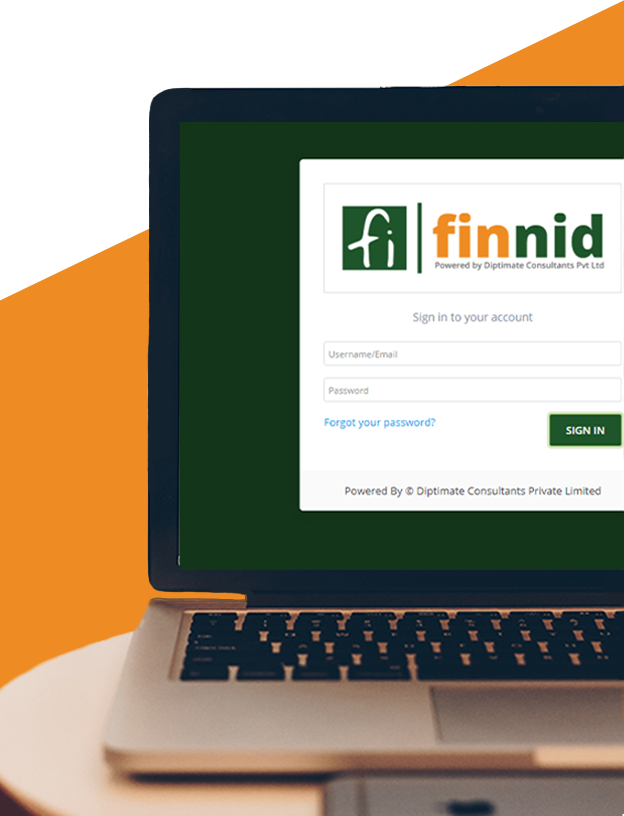 fi finnid
Powered by Diptimate Consultants Pvt Ltd
Sign in to your account
Username/Email
Password
Forgot your password?
SIGN IN
Powered By © Diptimate Consultants Private Limited